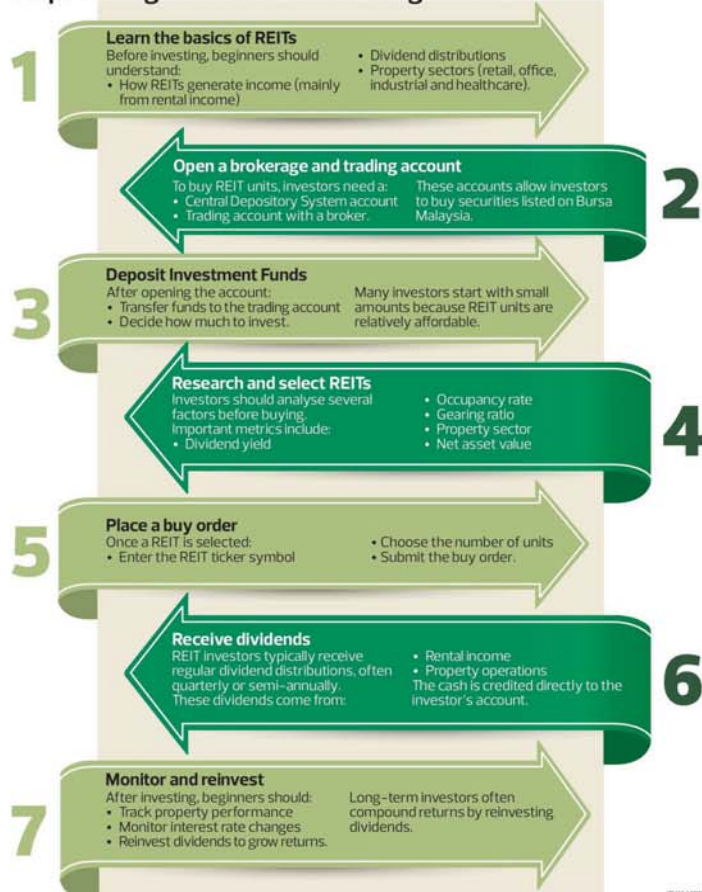 1
Learn the basics of REITs
Before investing, beginners should
understand:
• How REITs generate income (mainly
from rental income)
• Dividend distributions
• Property sectors (retail, office,
industrial and healthcare).
2
Open a brokerage and trading account
To buy REIT units, investors need a:
• Central Depository System account
• Trading account with a broker.
These accounts allow investors
to buy securities listed on Bursa
Malaysia.
3
Deposit Investment Funds
After opening the account:
• Transfer funds to the trading account
• Decide how much to invest.
Many investors start with small
amounts because REIT units are
relatively affordable.
4
Research and select REITs
Investors should analyse several
factors before buying.
Important metrics include:
• Dividend yield
• Occupancy rate
• Gearing ratio
• Property sector
• Net asset value
5
Place a buy order
Once a REIT is selected:
• Enter the REIT ticker symbol
• Choose the number of units
• Submit the buy order.
6
Receive dividends
REIT investors typically receive
regular dividend distributions, often
quarterly or semi-annually.
These dividends come from:
• Rental income
• Property operations
The cash is credited directly to the
investor's account.
7
Monitor and reinvest
After investing, beginners should:
• Track property performance
• Monitor interest rate changes
• Reinvest dividends to grow returns.
Long-term investors often
compound returns by reinvesting
dividends.